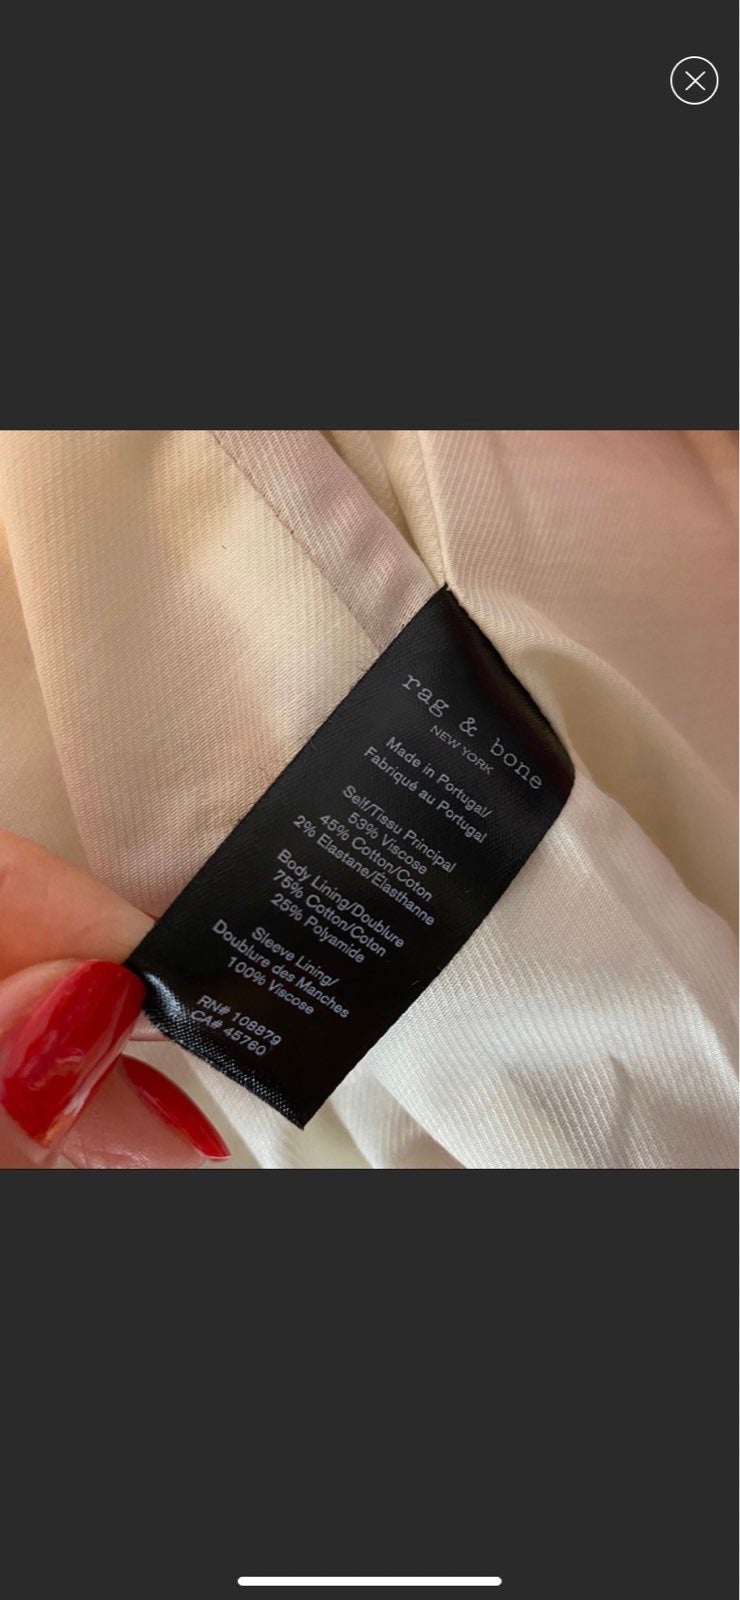 rag & bone
NEW YORK
Made in Portugal/
Fabriqué au Portugal
Self/Tissu Principal
53% Viscose
45% Cotton/Coton
2% Elastane/Élasthanne
Body Lining/Doublure
75% Cotton/Coton
25% Polyamide
Sleeve Lining/
Doublure des Manches
100% Viscose
RN# 108879
CA# 45760